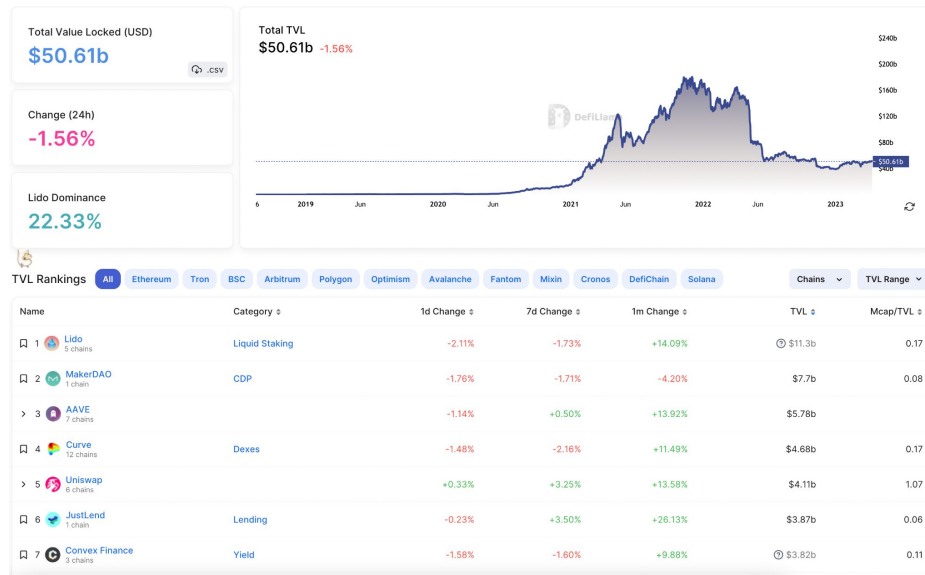 Total Value Locked (USD)
$50.61b
.csv
Change (24h)
-1.56%
Lido Dominance
22.33%
Total TVL
$50.61b -1.56%
$240b
$200b
$160b
$120b
$80b
$50.61b
$40b
DefiLlama
6 2019 Jun 2020 Jun 2021 Jun 2022 Jun 2023
TVL Rankings All Ethereum Tron BSC Arbitrum Polygon Optimism Avalanche Fantom Mixin Cronos DefiChain Solana Chains TVL Range
Name Category 1d Change 7d Change 1m Change TVL Mcap/TVL
1 Lido Liquid Staking -2.11% -1.73% +14.09% $11.3b 0.17
5 chains
2 MakerDAO CDP -1.76% -1.71% -4.20% $7.7b 0.08
1 chain
3 AAVE -1.14% +0.50% +13.92% $5.78b
7 chains
4 Curve Dexes -1.48% -2.16% +11.49% $4.68b 0.17
12 chains
5 Uniswap +0.33% +3.25% +13.58% $4.11b 1.07
6 chains
6 JustLend Lending -0.23% +3.50% +26.13% $3.87b 0.06
1 chain
7 Convex Finance Yield -1.58% -1.60% +9.88% $3.82b 0.11
3 chains